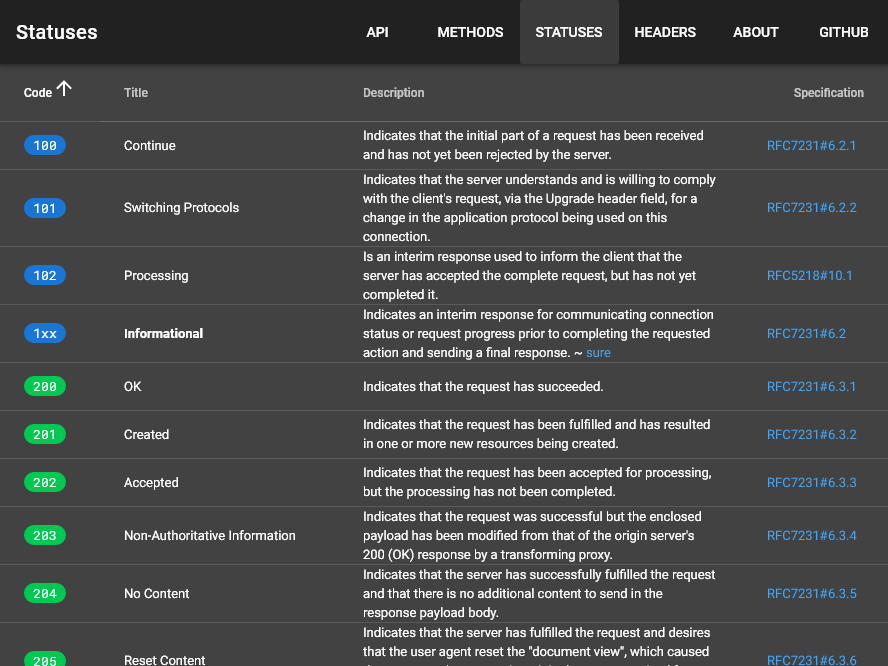 Statuses
API METHODS STATUSES HEADERS ABOUT GITHUB
Code Title Description Specification
100 Continue Indicates that the initial part of a request has been received
and has not yet been rejected by the server. RFC7231#6.2.1
101 Switching Protocols Indicates that the server understands and is willing to comply
with the client's request, via the Upgrade header field, for a
change in the application protocol being used on this
connection. RFC7231#6.2.2
102 Processing Is an interim response used to inform the client that the
server has accepted the complete request, but has not yet
completed it. RFC5218#10.1
1xx Informational Indicates an interim response for communicating connection
status or request progress prior to completing the requested
action and sending a final response. ~ sure RFC7231#6.2
200 OK Indicates that the request has succeeded. RFC7231#6.3.1
201 Created Indicates that the request has been fulfilled and has resulted
in one or more new resources being created. RFC7231#6.3.2
202 Accepted Indicates that the request has been accepted for processing,
but the processing has not been completed. RFC7231#6.3.3
203 Non-Authoritative Information Indicates that the request was successful but the enclosed
payload has been modified from that of the origin server's
200 (OK) response by a transforming proxy. RFC7231#6.3.4
204 No Content Indicates that the server has successfully fulfilled the request
and that there is no additional content to send in the
response payload body. RFC7231#6.3.5
205 Reset Content Indicates that the server has fulfilled the request and desires
that the user agent reset the "document view", which caused
RFC7231#6.3.6